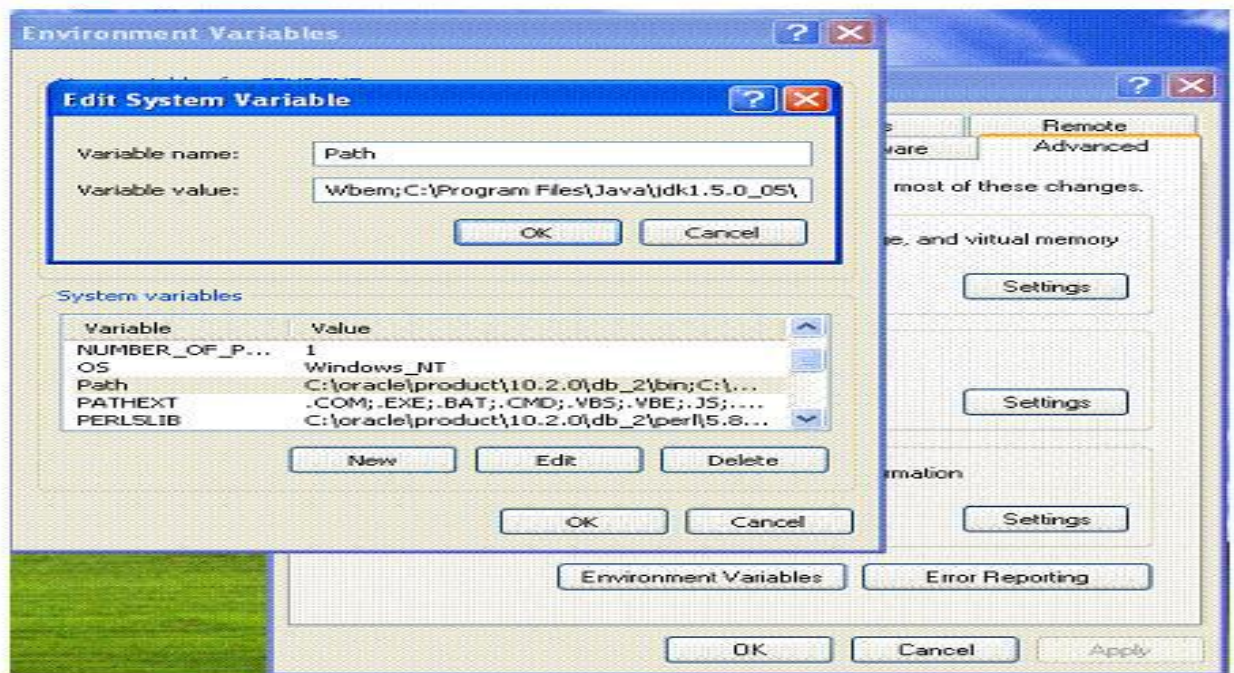 Environment Variables
Edit System Variable
Variable name:
Path
Variable value:
Wbem;C:\Program Files\Java\jdk1.5.0_05\
OK
Cancel
System variables
Variable
Value
NUMBER_OF_P...
1
OS
Windows_NT
Path
C:\oracle\product\10.2.0\db_2\bin;C:\...
PATHEXT
.COM;.EXE;.BAT;.CMD;.VBS;.VBE;.JS;....
PERL5LIB
C:\oracle\product\10.2.0\db_2\perl\5.8...
New
Edit
Delete
OK
Cancel
Remote
Advanced
most of these changes.
and virtual memory
Settings
Settings
Settings
Environment Variables
Error Reporting
OK
Cancel
Apply